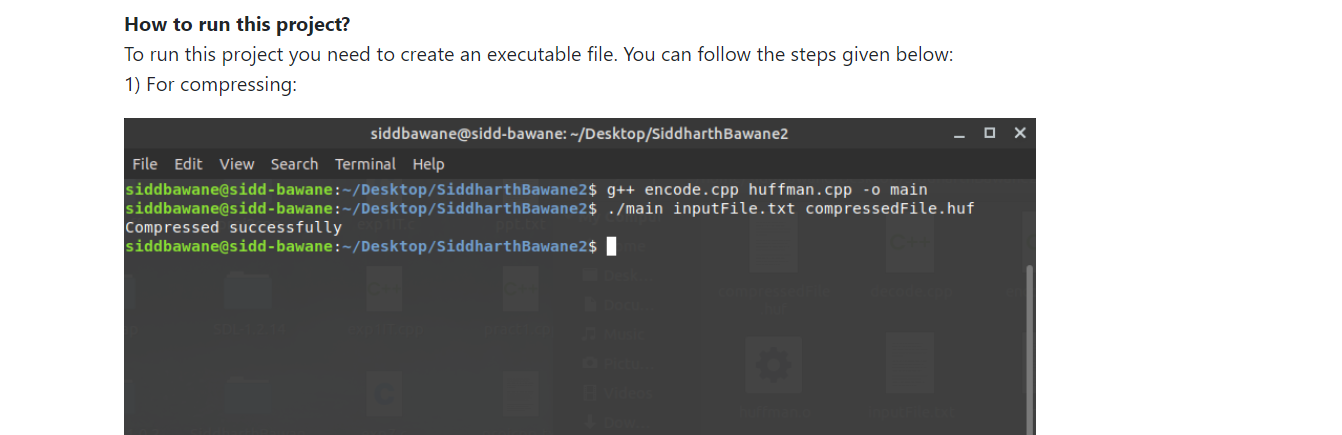 How to run this project?
To run this project you need to create an executable file. You can follow the steps given below:
1) For compressing:
siddbawane@sidd-bawane: ~/Desktop/SiddharthBawane2
File Edit View Search Terminal Help
siddbawane@sidd-bawane:~/Desktop/SiddharthBawane2$ g++ encode.cpp huffman.cpp -o main
siddbawane@sidd-bawane:~/Desktop/SiddharthBawane2$ ./main inputFile.txt compressedFile.huf
Compressed successfully
siddbawane@sidd-bawane:~/Desktop/SiddharthBawane2$